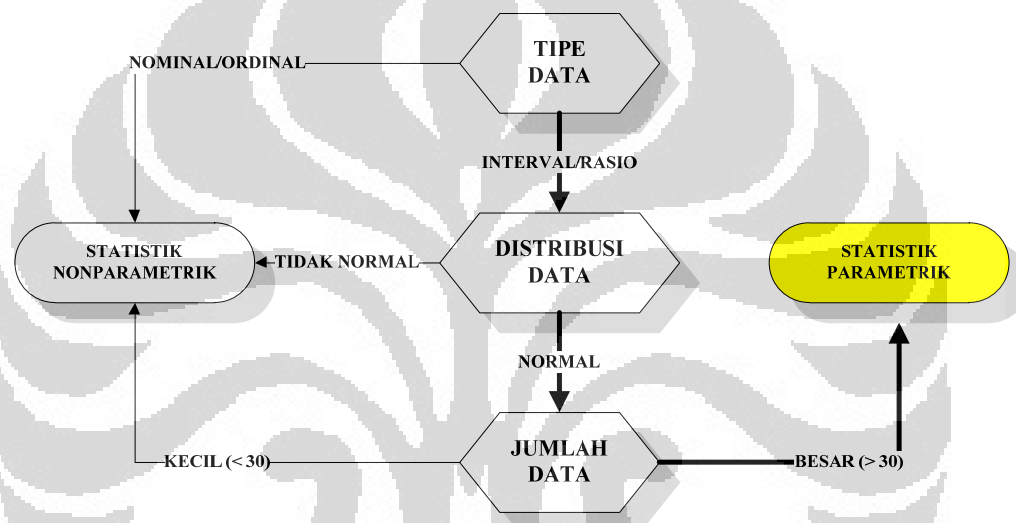 TIPE
DATA
NOMINAL/ORDINAL
INTERVAL/RASIO
STATISTIK
NONPARAMETRIK
TIDAK NORMAL
DISTRIBUSI
DATA
STATISTIK
PARAMETRIK
NORMAL
JUMLAH
DATA
KECIL (< 30)
BESAR (> 30)